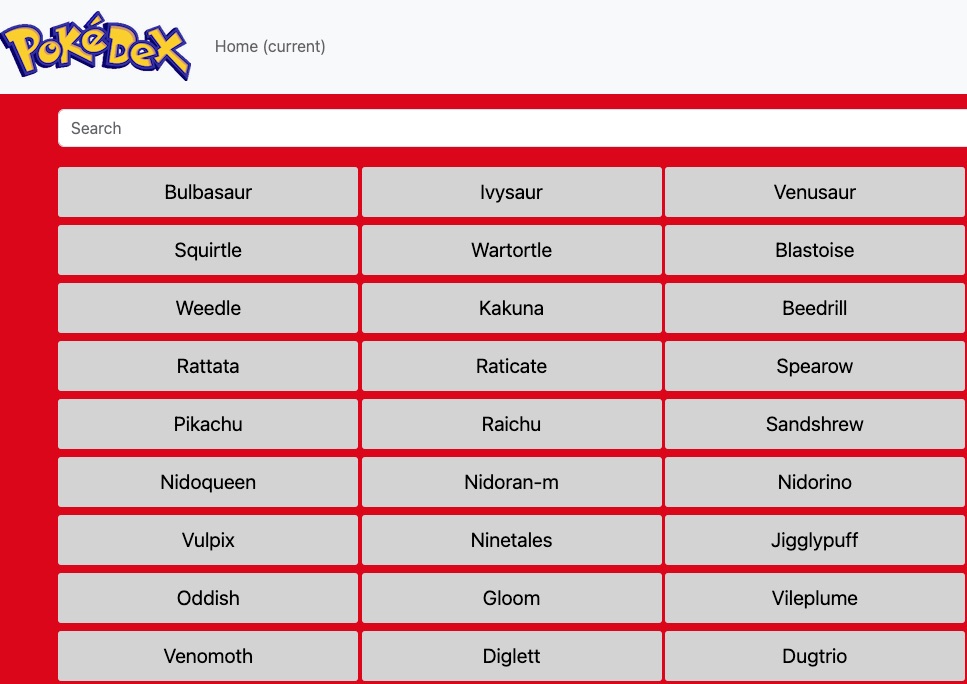 PoKéDeX
Home (current)
Search
Bulbasaur Ivysaur Venusaur
Squirtle Wartortle Blastoise
Weedle Kakuna Beedrill
Rattata Raticate Spearow
Pikachu Raichu Sandshrew
Nidoqueen Nidoran-m Nidorino
Vulpix Ninetales Jigglypuff
Oddish Gloom Vileplume
Venomoth Diglett Dugtrio